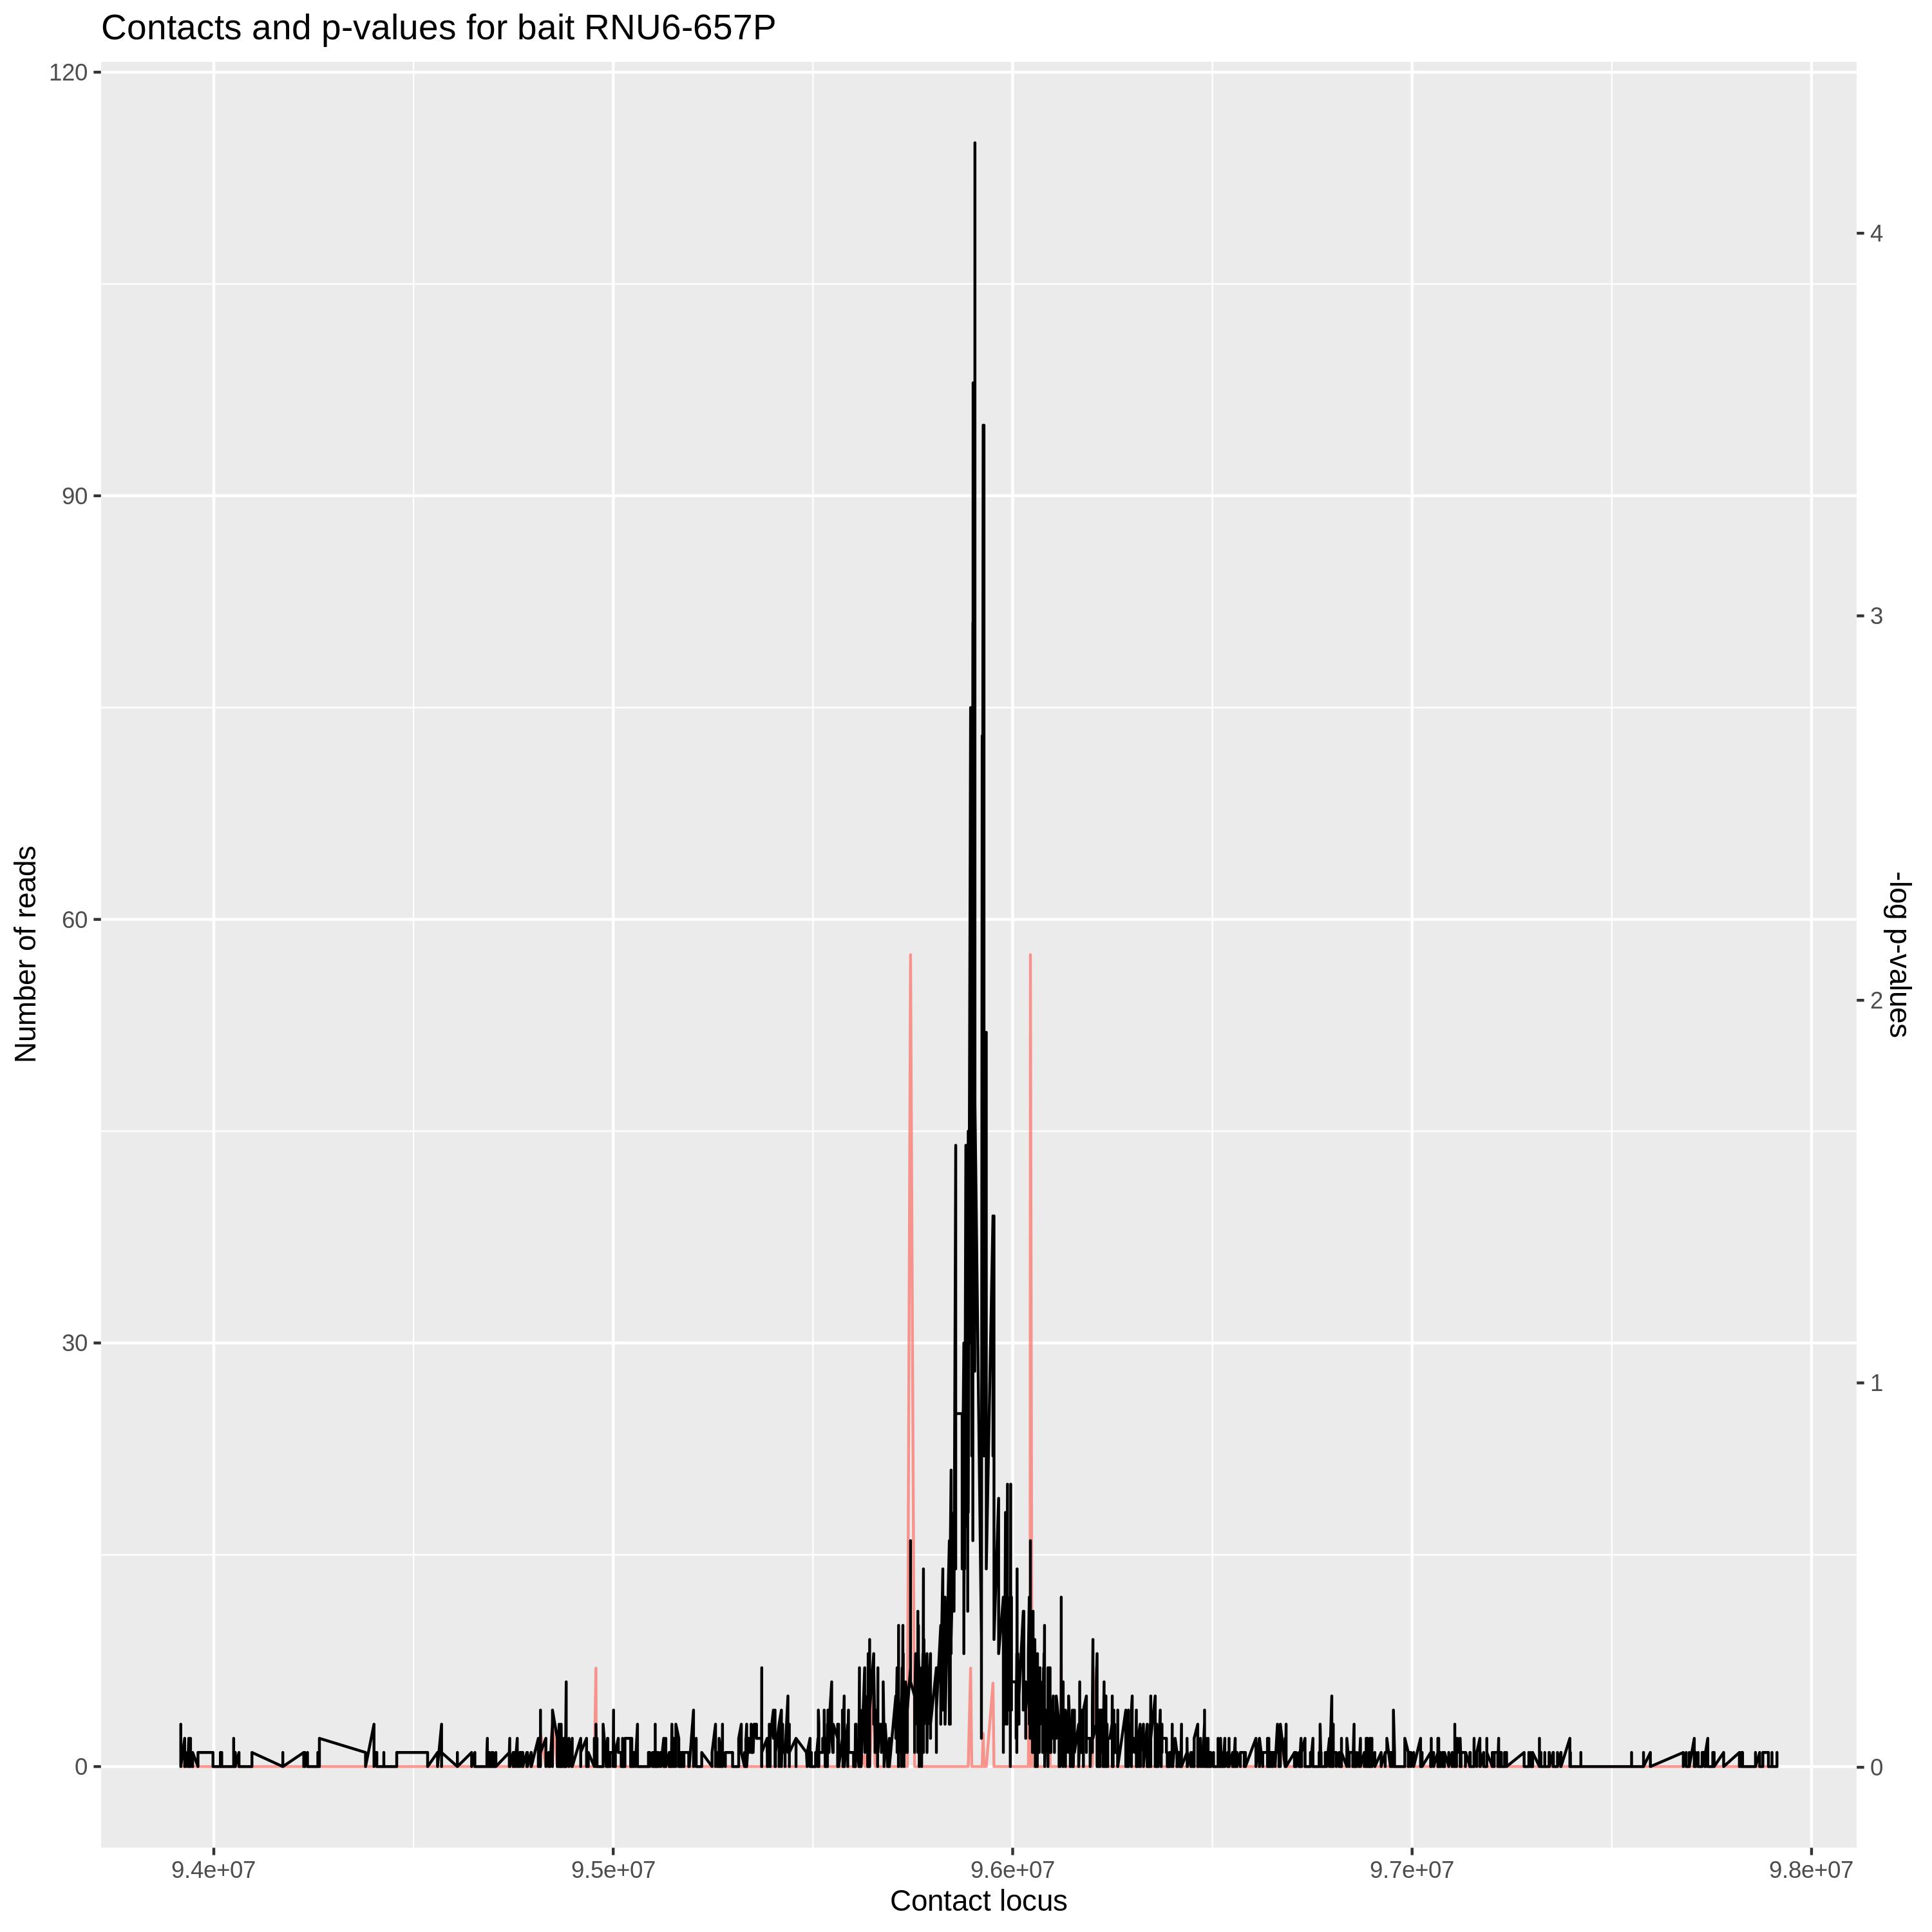 Contacts and p-values for bait RNU6-657P
120
90
60
30
0
Number of reads
4
3
2
1
0
-log p-values
9.4e+07
9.5e+07
9.6e+07
9.7e+07
9.8e+07
Contact locus